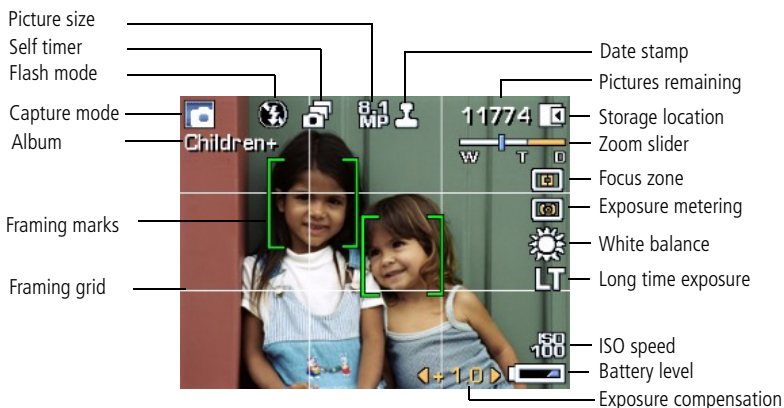 Picture size
Self timer
Flash mode
Capture mode
Album
Framing marks
Framing grid
Date stamp
Pictures remaining
Storage location
Zoom slider
Focus zone
Exposure metering
White balance
Long time exposure
ISO speed
Battery level
Exposure compensation
8.1
MP
11774
Children+
W T D
LT
ISO
100
+ 1.0